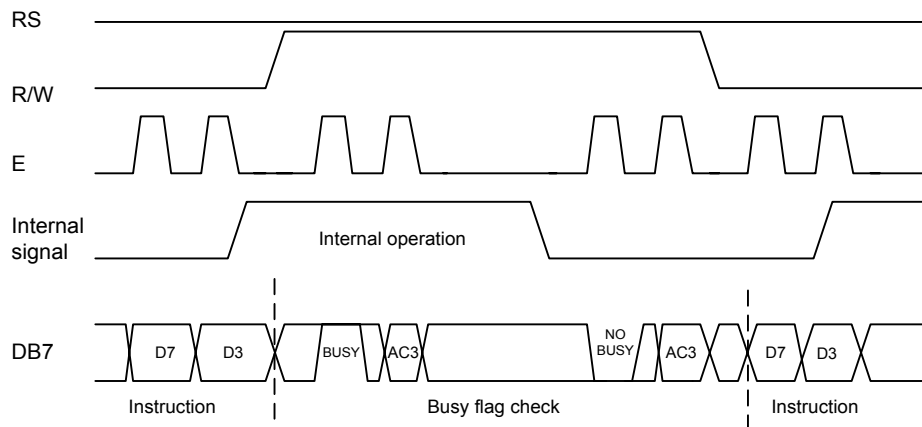 RS
R/W
E
Internal
signal
Internal operation
DB7
D7
D3
BUSY
AC3
NO
BUSY
AC3
D7
D3
Instruction
Busy flag check
Instruction